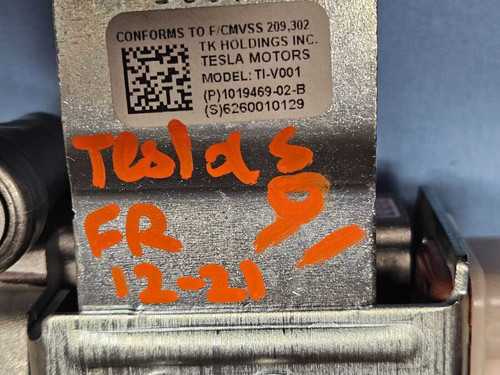 CONFORMS TO F/CMVSS 209,302
TK HOLDINGS INC.
TESLA MOTORS
MODEL: TI-V001
(P)1019469-02-B
(S)6260010129
Tesla S
FR
12-21